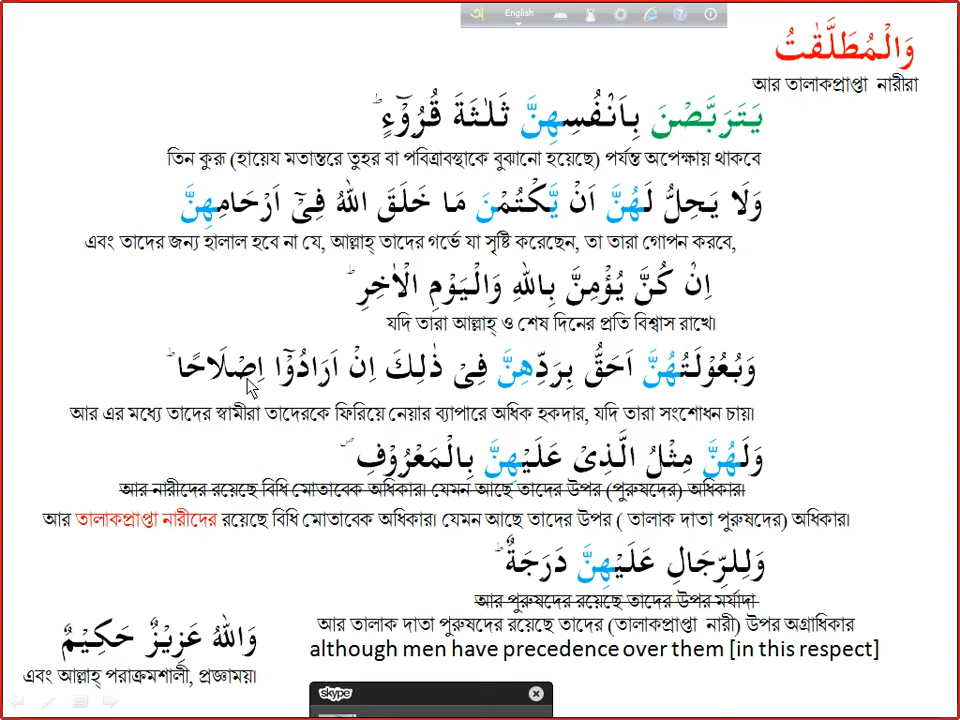 English
وَالْمُطَلَّقٰتُ
আর তালাকপ্রাপ্তা নারীরা
يَتَرَبَّصْنَ بِاَنْفُسِهِنَّ ثَلٰثَةَ قُرُوْٓءٍ ؕ
তিন কুরূ (হায়েয মতান্তরে তুহর বা পবিত্রাবস্থাকে বুঝানো হয়েছে) পর্যন্ত অপেক্ষায় থাকবে
وَلَا يَحِلُّ لَهُنَّ اَنْ يَّكْتُمْنَ مَا خَلَقَ اللّٰهُ فِىْٓ اَرْحَامِهِنَّ
এবং তাদের জন্য হালাল হবে না যে, আল্লাহ্ তাদের গর্ভে যা সৃষ্টি করেছেন, তা তারা গোপন করবে,
اِنْ كُنَّ يُؤْمِنَّ بِاللّٰهِ وَالْيَوْمِ الْاٰخِرِ ؕ
যদি তারা আল্লাহ্ ও শেষ দিনের প্রতি বিশ্বাস রাখে।
وَبُعُوْلَتُهُنَّ اَحَقُّ بِرَدِّهِنَّ فِىْ ذٰلِكَ اِنْ اَرَادُوْٓا اِصْلَاحًا ؕ
আর এর মধ্যে তাদের স্বামীরা তাদেরকে ফিরিয়ে নেয়ার ব্যাপারে অধিক হকদার, যদি তারা সংশোধন চায়।
وَلَهُنَّ مِثْلُ الَّذِىْ عَلَيْهِنَّ بِالْمَعْرُوْفِ ۖ
আর নারীদের রয়েছে বিধি মোতাবেক অধিকার। যেমন আছে তাদের উপর (পুরুষদের) অধিকার।
আর তালাকপ্রাপ্তা নারীদের রয়েছে বিধি মোতাবেক অধিকার। যেমন আছে তাদের উপর ( তালাক দাতা পুরুষদের) অধিকার।
وَلِلرِّجَالِ عَلَيْهِنَّ دَرَجَةٌ ؕ
আর পুরুষদের রয়েছে তাদের উপর মর্যাদা
আর তালাক দাতা পুরুষদের রয়েছে তাদের (তালাকপ্রাপ্তা নারী) উপর অগ্রাধিকার
although men have precedence over them [in this respect]
وَاللّٰهُ عَزِيْزٌ حَكِيْمٌ
এবং আল্লাহ্ পরাক্রমশালী, প্রজ্ঞাময়।
skype